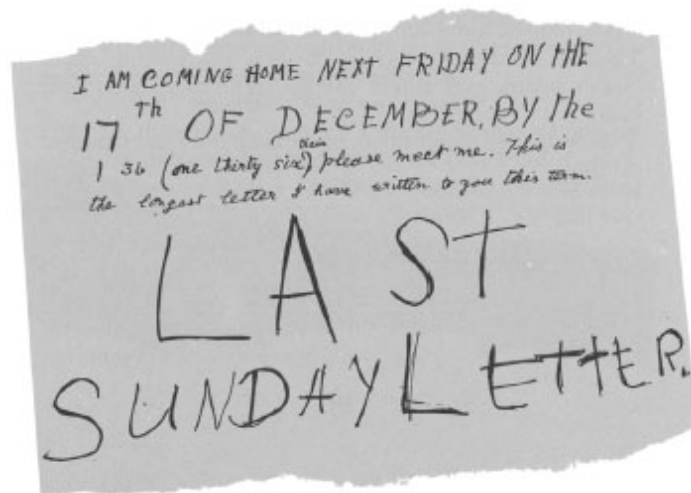 I AM COMING HOME NEXT FRIDAY ON tHE
17Th OF DECEMBER, BY the
train
1 36 (one thirty six) please meet me. This is
the longest letter I have written to you this term.
LAST
SUNDAY LETTER.